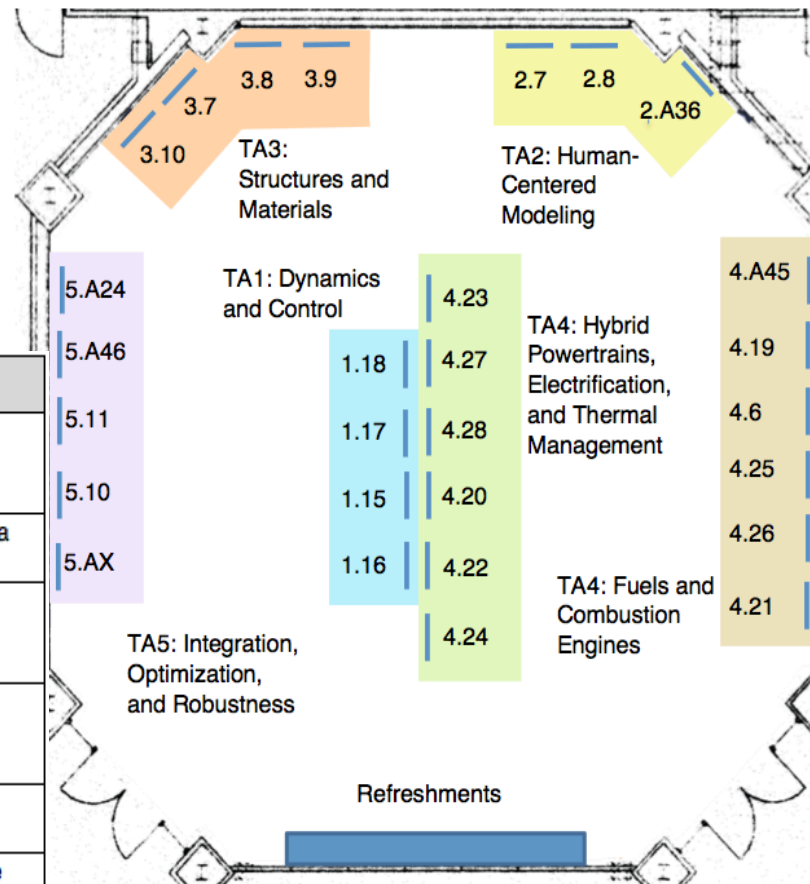 3.8
3.9
3.7
3.10
TA3:
Structures and
Materials
2.7
2.8
2.A36
TA2: Human-
Centered
Modeling
5.A24
5.A46
5.11
5.10
5.AX
TA5: Integration,
Optimization,
and Robustness
TA1: Dynamics
and Control
1.18
1.17
1.15
1.16
4.23
4.27
4.28
4.20
4.22
4.24
TA4: Hybrid
Powertrains,
Electrification,
and Thermal
Management
4.A45
4.19
4.6
4.25
4.26
4.21
TA4: Fuels and
Combustion
Engines
Refreshments
a